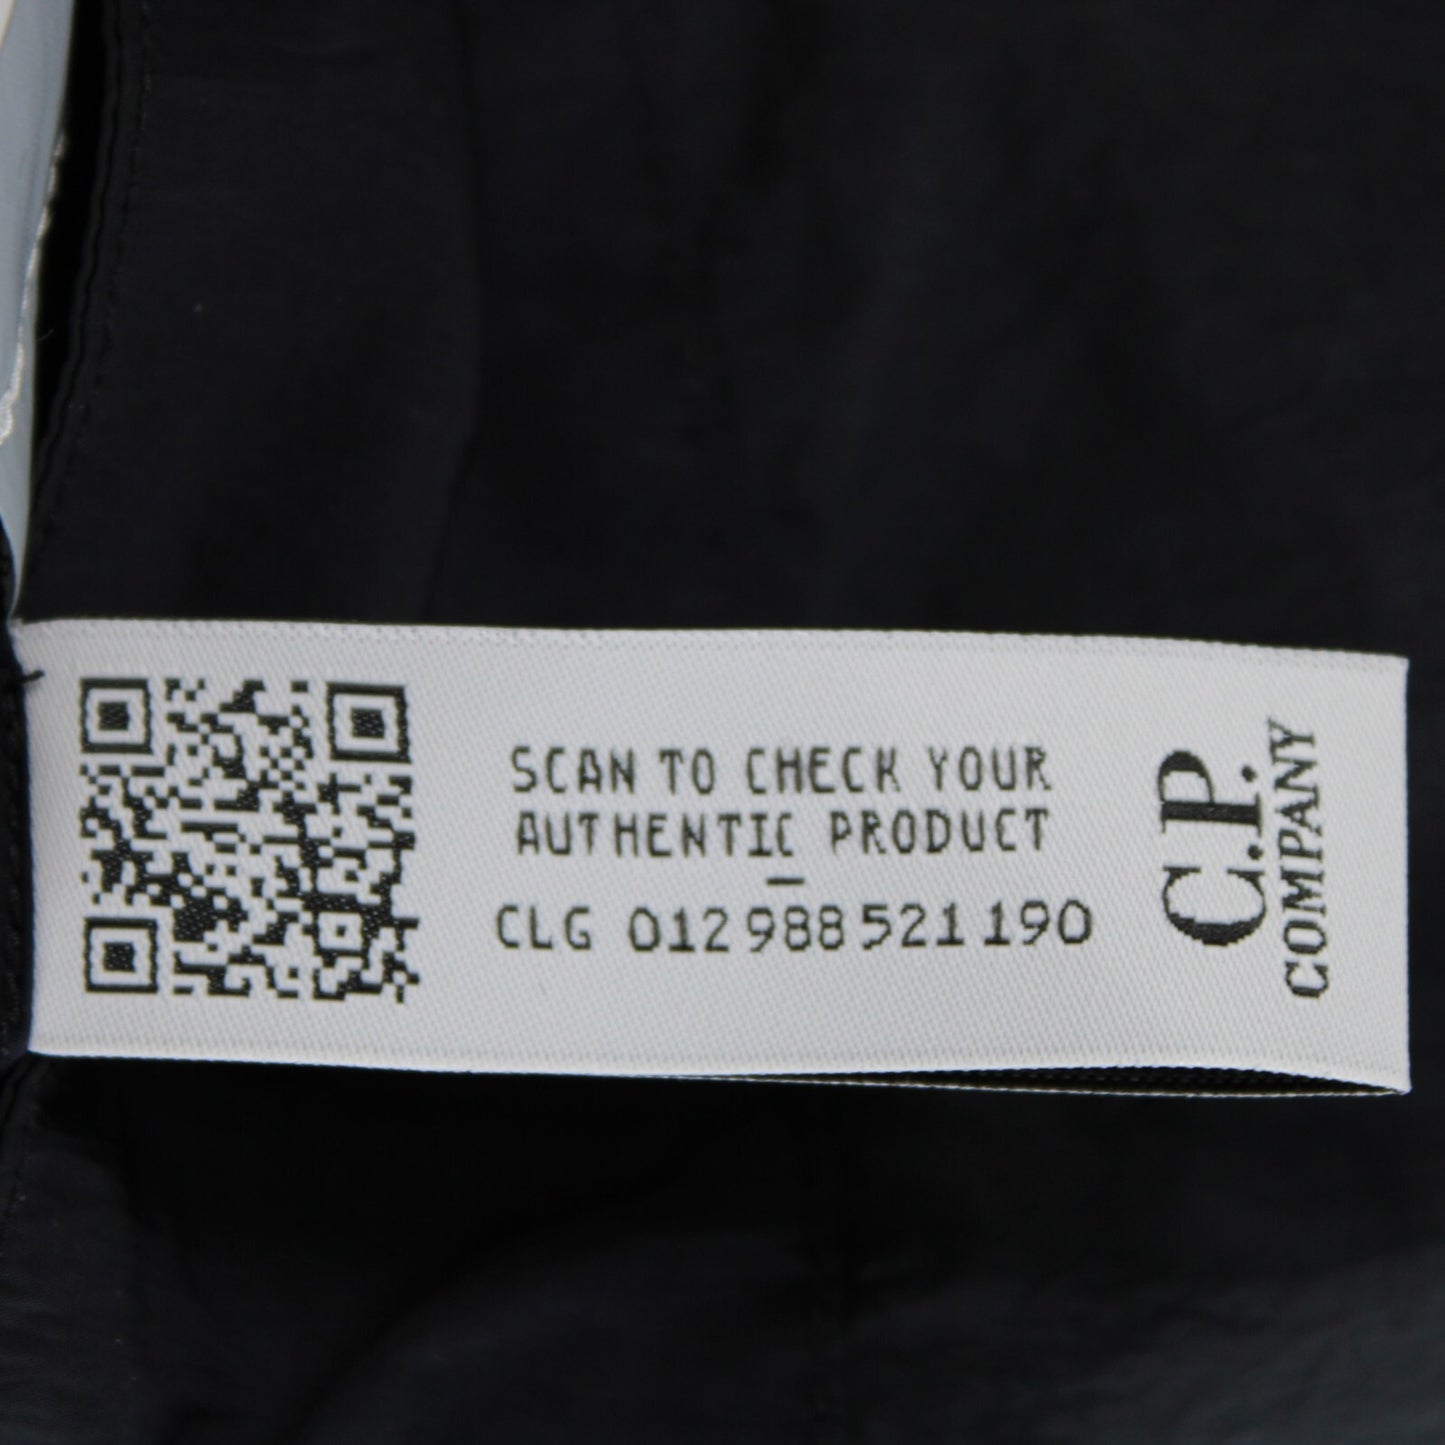 SCAN TO CHECK YOUR
AUTHENTIC PRODUCT
—
CLG 012988521190
C.P.
COMPANY